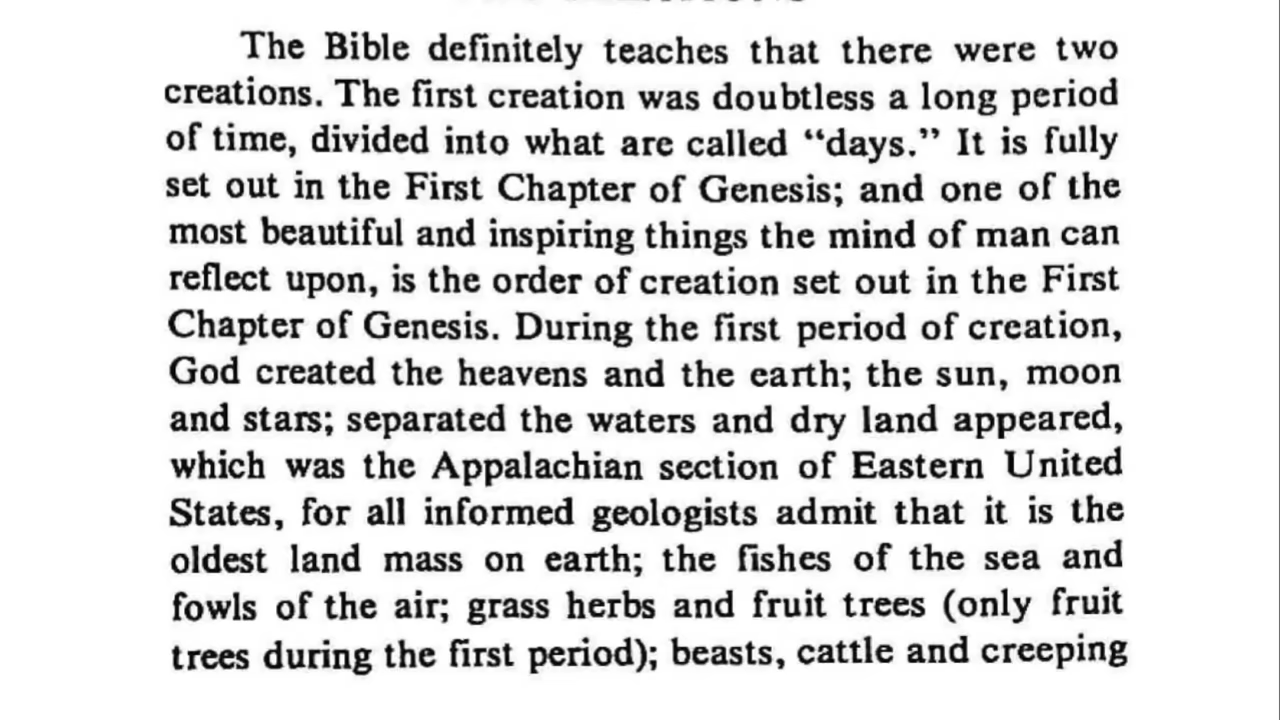 The Bible definitely teaches that there were two
creations. The first creation was doubtless a long period
of time, divided into what are called “days.” It is fully
set out in the First Chapter of Genesis; and one of the
most beautiful and inspiring things the mind of man can
reflect upon, is the order of creation set out in the First
Chapter of Genesis. During the first period of creation,
God created the heavens and the earth; the sun, moon
and stars; separated the waters and dry land appeared,
which was the Appalachian section of Eastern United
States, for all informed geologists admit that it is the
oldest land mass on earth; the fishes of the sea and
fowls of the air; grass herbs and fruit trees (only fruit
trees during the first period); beasts, cattle and creeping